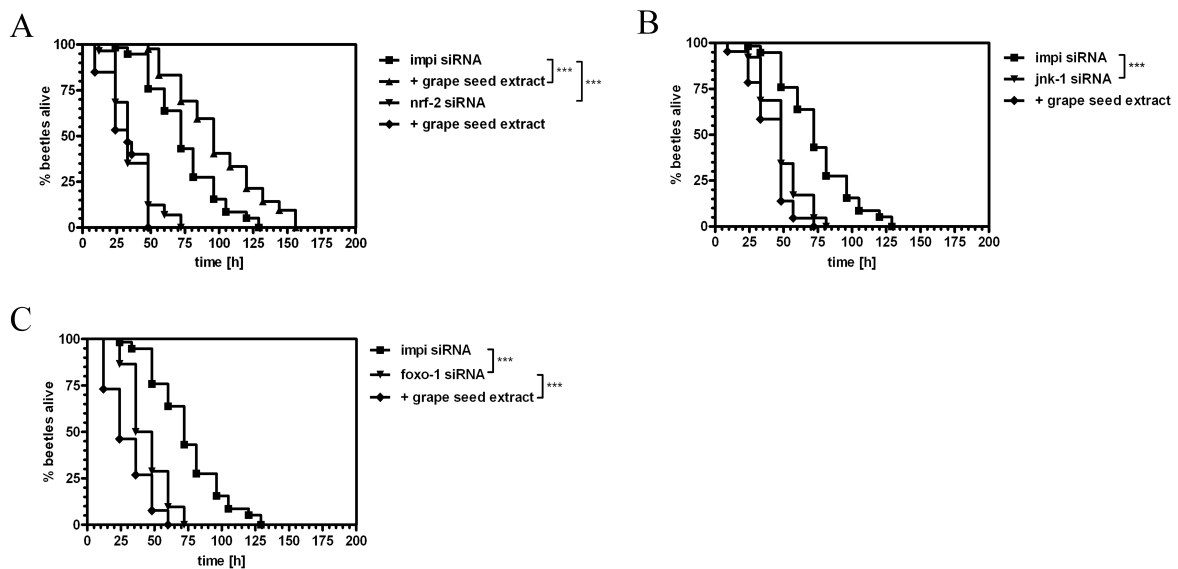 A
100
75
50
25
0
% beetles alive
0 25 50 75 100 125 150 175 200
time [h]
impi siRNA
+ grape seed extract
nrf-2 siRNA
+ grape seed extract
***
***
B
100
75
50
25
0
% beetles alive
0 25 50 75 100 125 150 175 200
time [h]
impi siRNA
jnk-1 siRNA
+ grape seed extract
***
C
100
75
50
25
0
% beetles alive
0 25 50 75 100 125 150 175 200
time [h]
impi siRNA
foxo-1 siRNA
+ grape seed extract
***
***